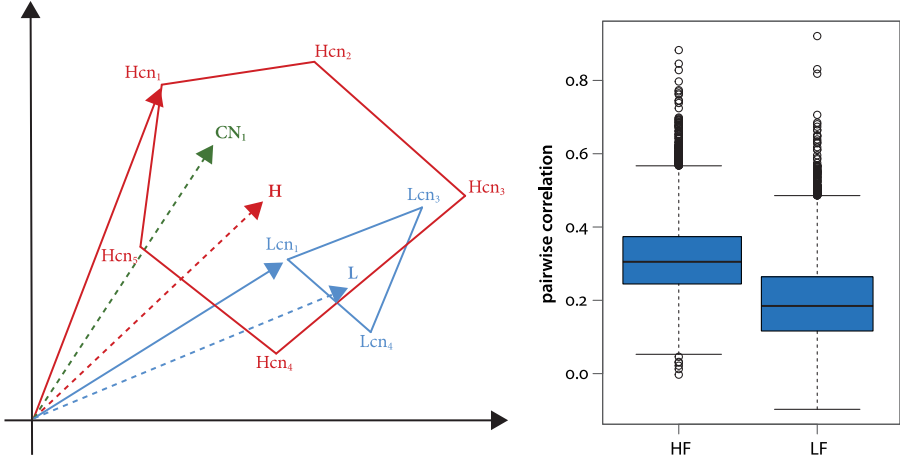 Hcn₂
Hcn₁
CN₁
H
Hcn₃
Lcn₃
Lcn₁
Hcn₅
L
Lcn₄
Hcn₄
pairwise correlation
0.8
0.6
0.4
0.2
0.0
HF LF